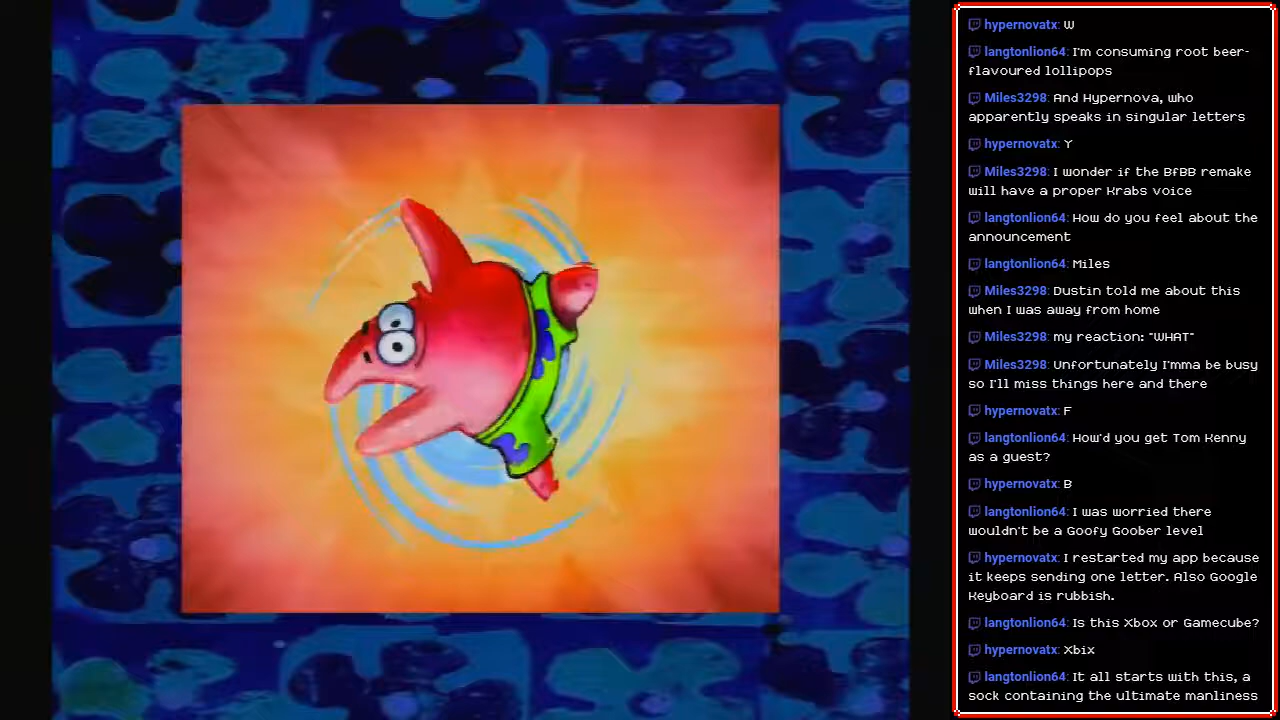 hypernovatx: W
langtonlion64: I'm consuming root beer-
flavoured lollipops
Miles3298: And Hypernova, who
apparently speaks in singular letters
hypernovatx: Y
Miles3298: I wonder if the BfBB remake
will have a proper Krabs voice
langtonlion64: How do you feel about the
announcement
langtonlion64: Miles
Miles3298: Dustin told me about this
when I was away from home
Miles3298: my reaction: "WHAT"
Miles3298: Unfortunately I'mma be busy
so I'll miss things here and there
hypernovatx: F
langtonlion64: How'd you get Tom Kenny
as a guest?
hypernovatx: B
langtonlion64: I was worried there
wouldn't be a Goofy Goober level
hypernovatx: I restarted my app because
it keeps sending one letter. Also Google
Keyboard is rubbish.
langtonlion64: Is this Xbox or Gamecube?
hypernovatx: Xbix
langtonlion64: It all starts with this, a
sock containing the ultimate manliness